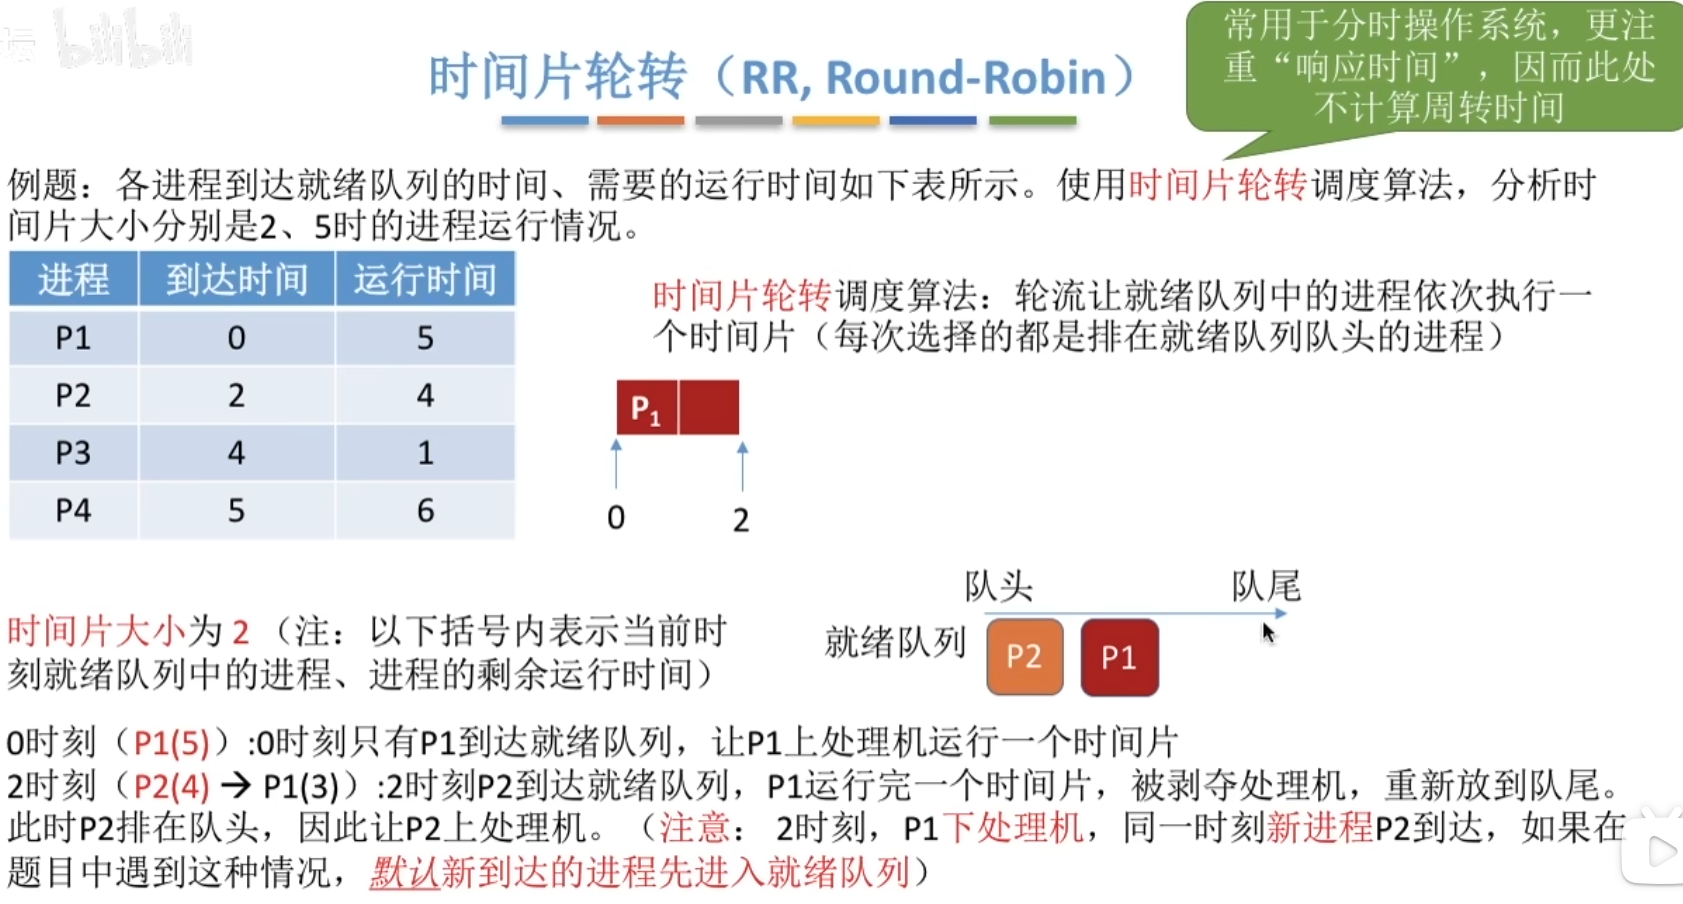 坛 bilibili
时间片轮转（RR, Round-Robin）
常用于分时操作系统，更注
重“响应时间”，因而此处
不计算周转时间
例题：各进程到达就绪队列的时间、需要的运行时间如下表所示。使用时间片轮转调度算法，分析时
间片大小分别是2、5时的进程运行情况。
进程 到达时间 运行时间
P1 0 5
P2 2 4
P3 4 1
P4 5 6
时间片轮转调度算法：轮流让就绪队列中的进程依次执行一
个时间片（每次选择的都是排在就绪队列队头的进程）
P1
0 2
队头 队尾
就绪队列 P2 P1
时间片大小为 2 （注：以下括号内表示当前时
刻就绪队列中的进程、进程的剩余运行时间）
0时刻（P1(5)）:0时刻只有P1到达就绪队列，让P1上处理机运行一个时间片
2时刻（P2(4) → P1(3)）:2时刻P2到达就绪队列，P1运行完一个时间片，被剥夺处理机，重新放到队尾。
此时P2排在队头，因此让P2上处理机。（注意： 2时刻，P1下处理机，同一时刻新进程P2到达，如果在
题目中遇到这种情况，默认新到达的进程先进入就绪队列）